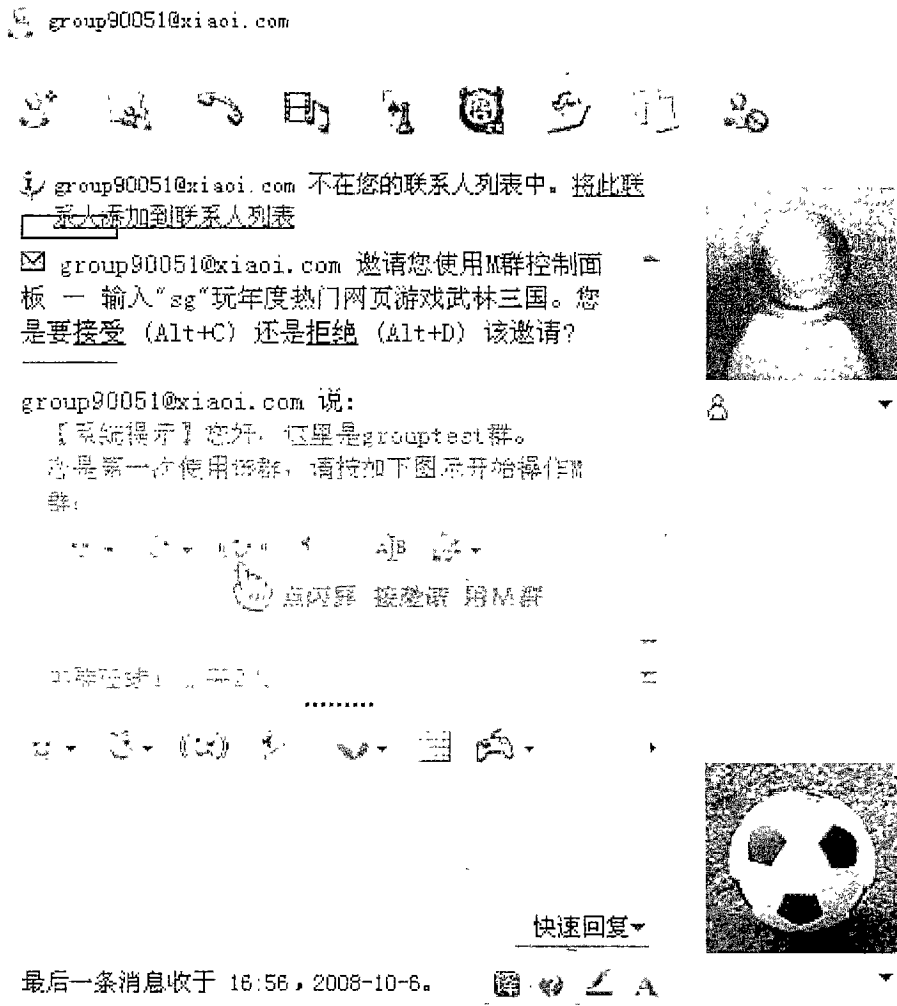 group90051@xiaoi.com
group90051@xiaoi.com 不在您的联系人列表中。将此联
系人添加到联系人列表
group90051@xiaoi.com 邀请您使用M群控制面
板 — 输入"sg"玩年度热门网页游戏武林三国。您
是要接受 (Alt+C) 还是拒绝 (Alt+D) 该邀请?
group90051@xiaoi.com 说:
【系统提示】您好,这里是grouptest群。
您是第一次使用该群,请按如下图示开始操作M
群:
点闪屏 接邀请 用M群
快速回复
最后一条消息收于 16:56,2008-10-6。